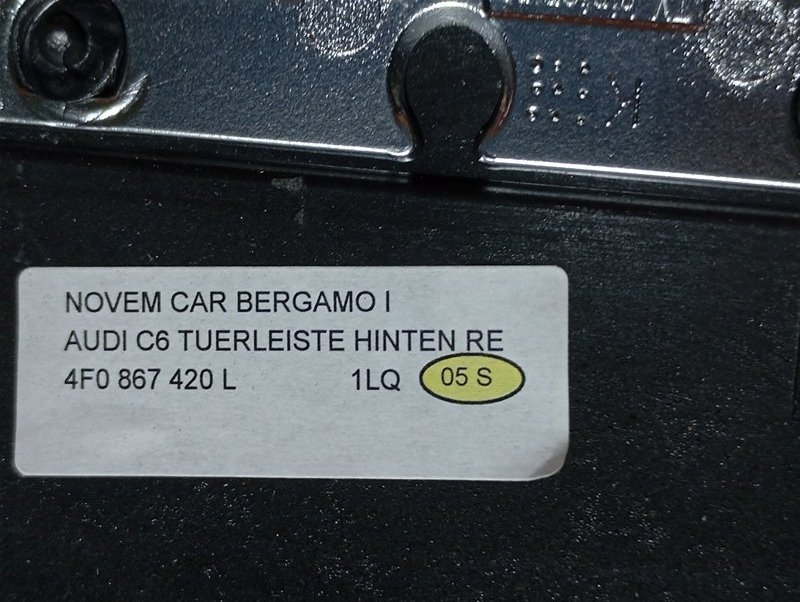 K
NOVEM CAR BERGAMO I
AUDI C6 TUERLEISTE HINTEN RE
4F0 867 420 L 1LQ 05 S